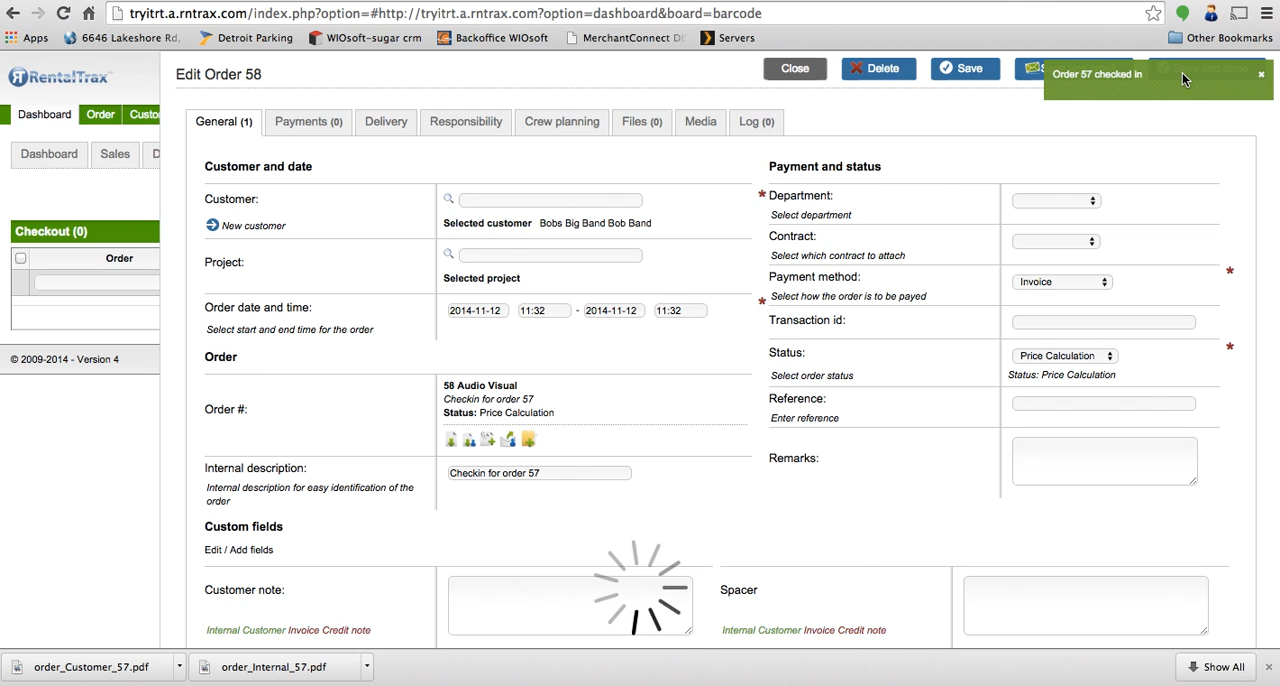 tryitrt.a.rntrax.com/index.php?option=#http://tryitrt.a.rntrax.com?option=dashboard&board=barcode
Apps 6646 Lakeshore Rd, Detroit Parking WIOsoft-sugar crm Backoffice WIOsoft MerchantConnect Servers Other Bookmarks
RentalTrax
Edit Order 58
Close Delete Save
Order 57 checked in
Dashboard Order Custo
General (1) Payments (0) Delivery Responsibility Crew planning Files (0) Media Log (0)
Dashboard Sales D
Customer and date
Customer:
New customer
Selected customer Bobs Big Band Bob Band
Project:
Selected project
Order date and time:
Select start and end time for the order
2014-11-12 11:32 - 2014-11-12 11:32
Order
Order #:
58 Audio Visual
Checkin for order 57
Status: Price Calculation
Internal description:
Internal description for easy identification of the
order
Checkin for order 57
Custom fields
Edit / Add fields
Customer note:
Internal Customer Invoice Credit note
Spacer
Internal Customer Invoice Credit note
Payment and status
* Department:
Select department
Contract:
Select which contract to attach
Payment method:
Select how the order is to be payed
Invoice
*
*
Transaction id:
Status:
Select order status
Price Calculation
Status: Price Calculation
*
Reference:
Enter reference
Remarks:
Checkout (0)
Order
© 2009-2014 - Version 4
order_Customer_57.pdf order_Internal_57.pdf Show All